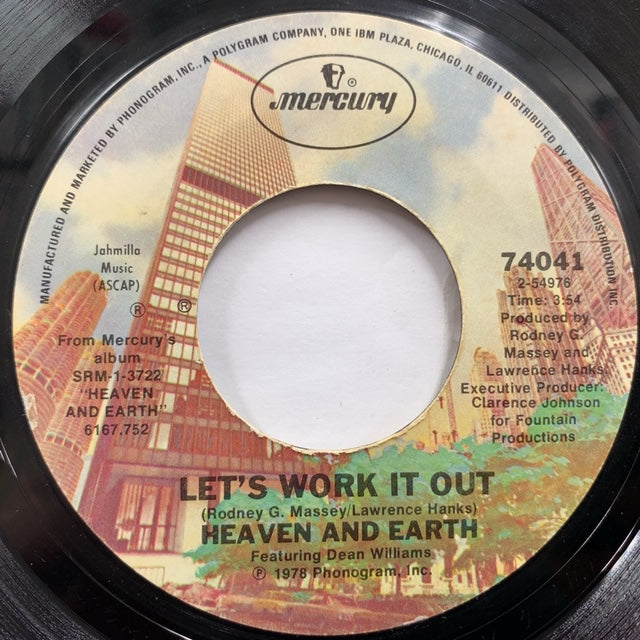 MANUFACTURED AND MARKETED BY PHONOGRAM, INC., A POLYGRAM COMPANY, ONE IBM PLAZA, CHICAGO, IL 60611 DISTRIBUTED BY POLYGRAM DISTRIBUTION INC
®
mercury
Jahmilla
Music
(ASCAP)
® ®
From Mercury's
album
SRM-1-3722
"HEAVEN
AND EARTH"
6167.752
74041
2-54976
Time: 3:54
Produced by
Rodney G.
Massey and
Lawrence Hanks
Executive Producer:
Clarence Johnson
for Fountain
Productions
LET'S WORK IT OUT
(Rodney G. Massey/Lawrence Hanks)
HEAVEN AND EARTH
Featuring Dean Williams
℗ 1978 Phonogram, Inc.